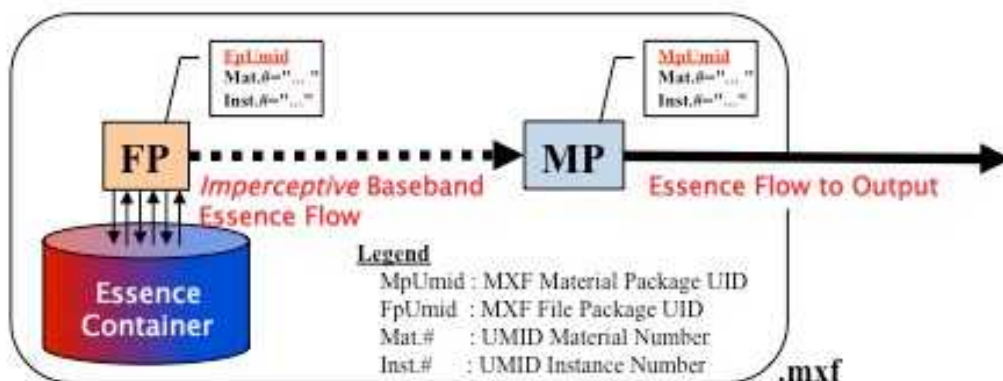 FpUmid
Mat.#="... "
Inst.#="..."
MpUmid
Mat.#="... "
Inst.#="..."
FP
MP
Imperceptive Baseband
Essence Flow
Essence Flow to Output
Essence
Container
Legend
MpUmid : MXF Material Package UID
FpUmid : MXF File Package UID
Mat.# : UMID Material Number
Inst.# : UMID Instance Number
.mxf